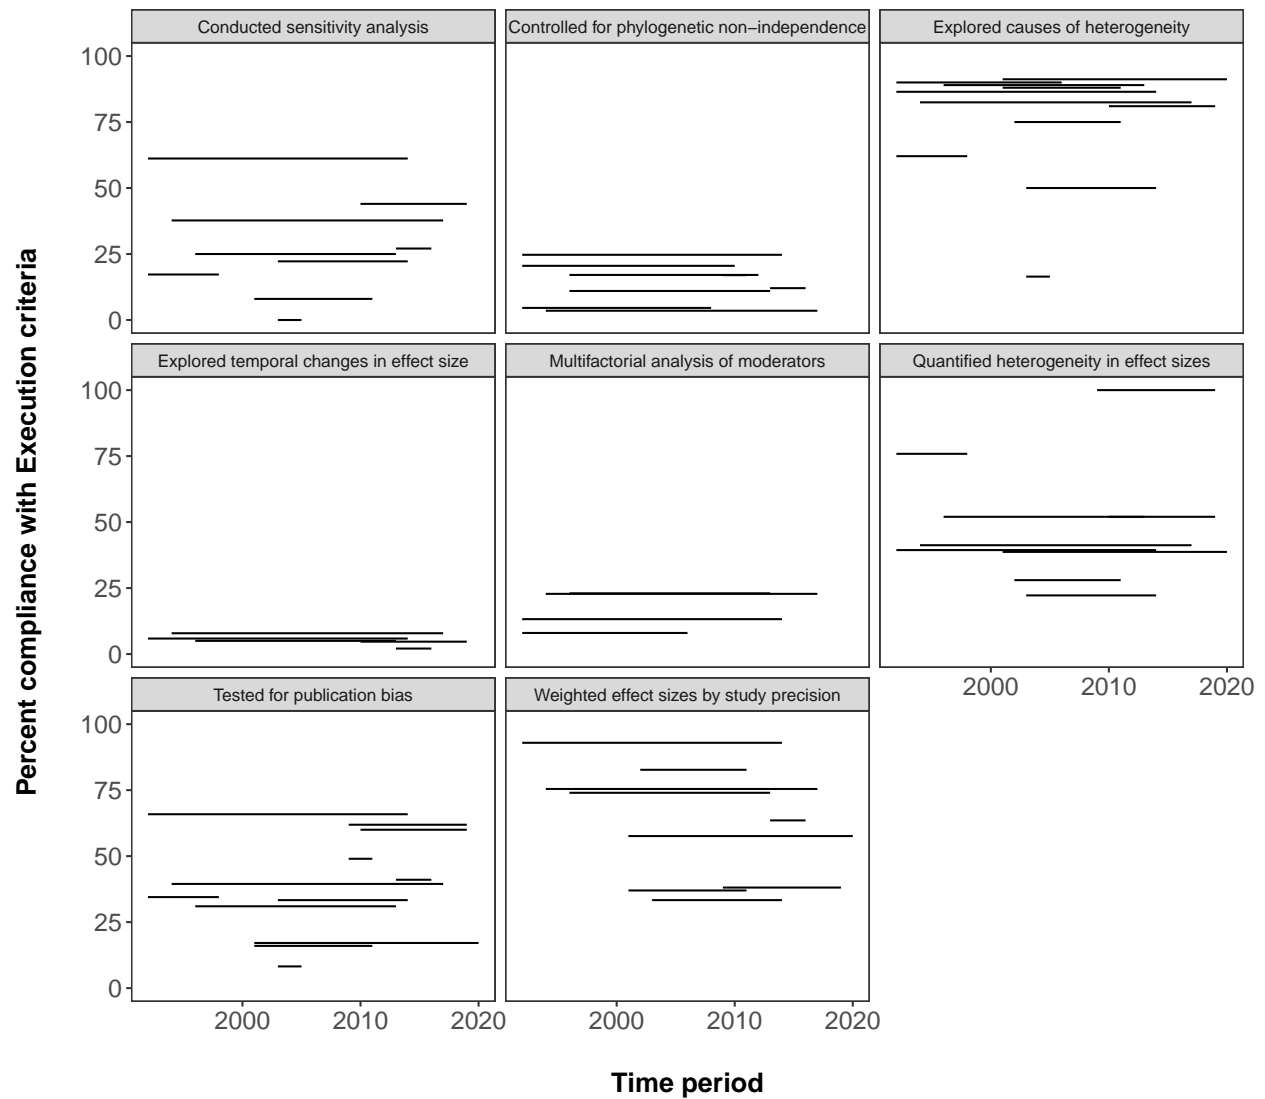 Conducted sensitivity analysis
Controlled for phylogenetic non−independence
Explored causes of heterogeneity
100
75
50
25
0
Explored temporal changes in effect size
Multifactorial analysis of moderators
Quantified heterogeneity in effect sizes
100
75
50
25
0
2000 2010 2020
Tested for publication bias
Weighted effect sizes by study precision
100
75
50
25
0
2000 2010 2020
2000 2010 2020
Time period
Percent compliance with Execution criteria